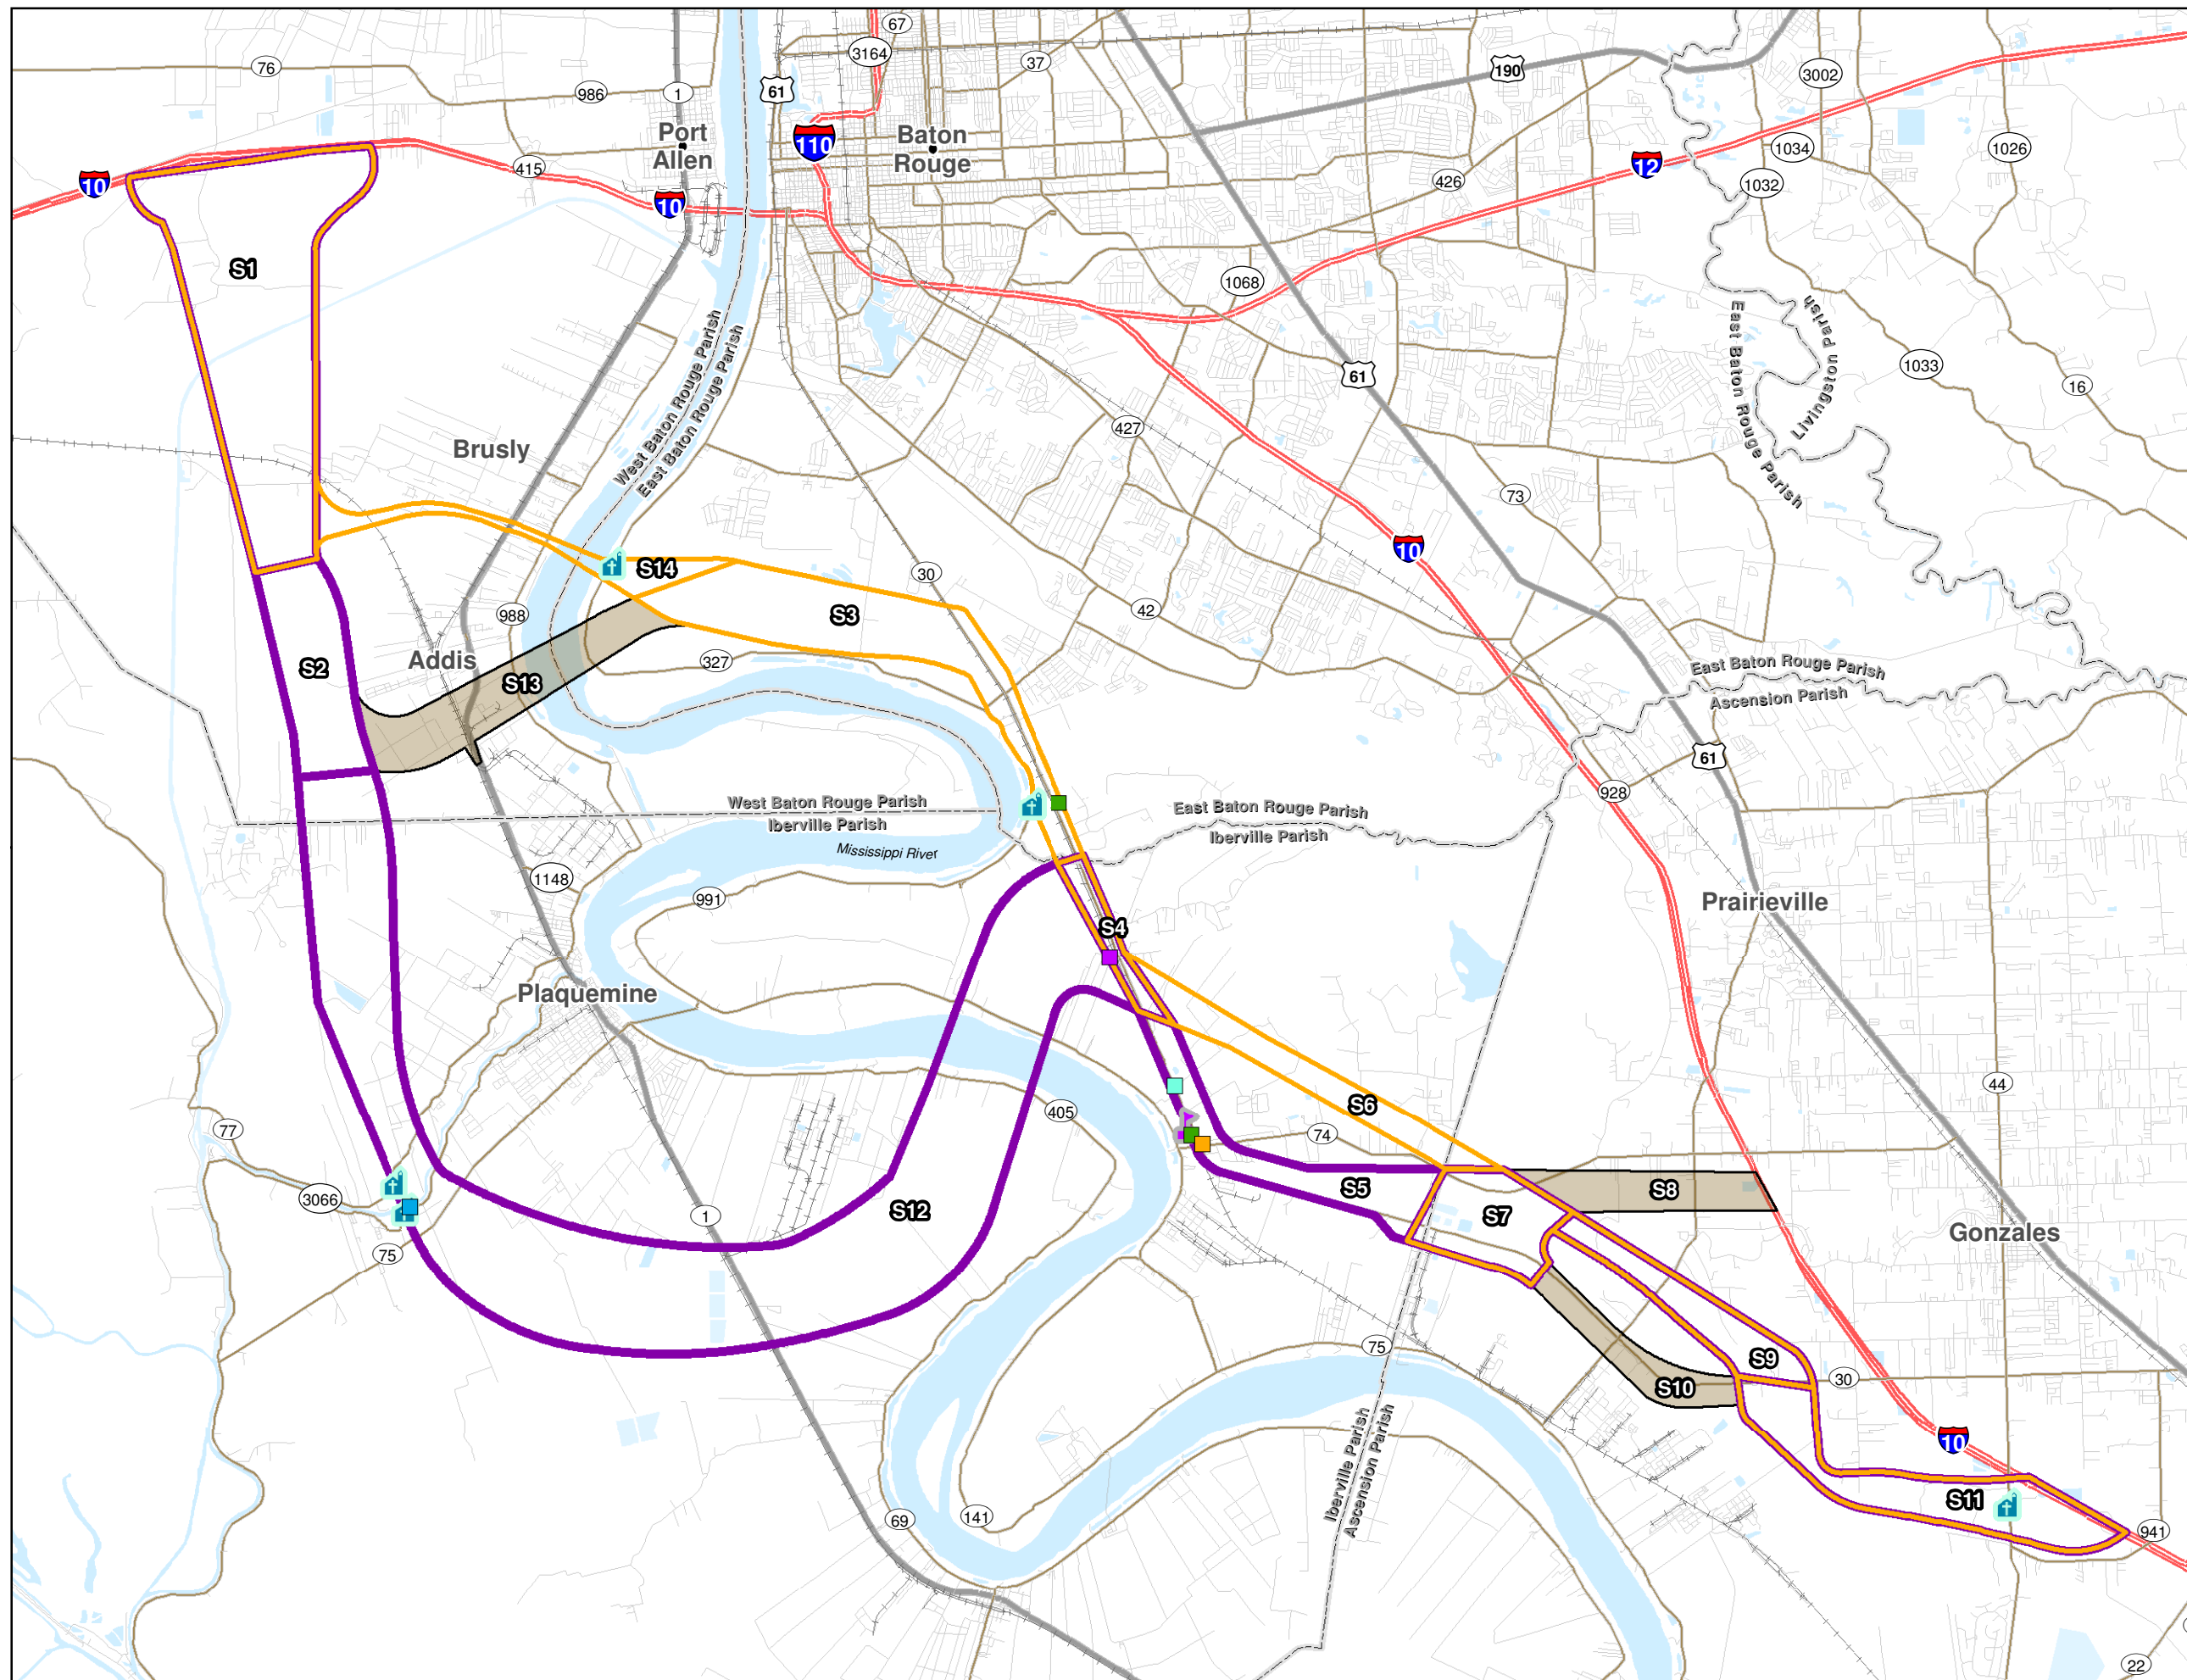 67
3164
76
37
61
190
3002
986
1
110
Port
Allen
Baton
Rouge
1034
1026
415
10
12
426
1032
10
S1
1068
East Baton Rouge Parish
Livingston Parish
West Baton Rouge Parish
East Baton Rouge Parish
1033
61
16
427
Brusly
73
10
S14
30
988
S3
42
327
Addis
S2
S13
East Baton Rouge Parish
Ascension Parish
61
928
West Baton Rouge Parish
Iberville Parish
East Baton Rouge Parish
Iberville Parish
Mississippi River
1148
991
Prairieville
S4
Plaquemine
44
405
S6
77
74
3066
S5
S8
S12
1
S7
Gonzales
75
75
S9
30
S10
Iberville Parish
Ascension Parish
10
S11
69
141
941
22